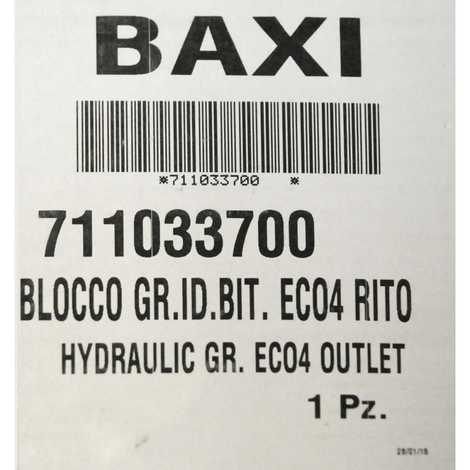 BAXI
*711033700 *
711033700
BLOCCO GR.ID.BIT. ECO4 RITO
HYDRAULIC GR. ECO4 OUTLET
1 Pz.